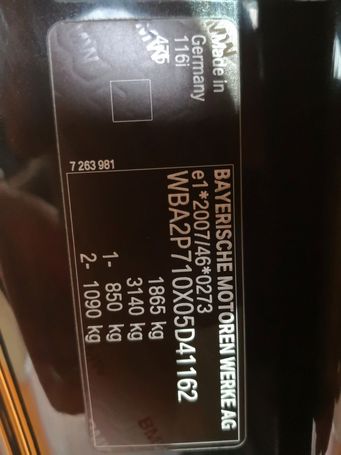 BAYERISCHE MOTOREN WERKE AG
e1*2007/46*0273
WBA2P710X05D41162
1865 kg
3140 kg
1- 850 kg
2- 1090 kg
7 263 981
Made in
Germany
116i
475